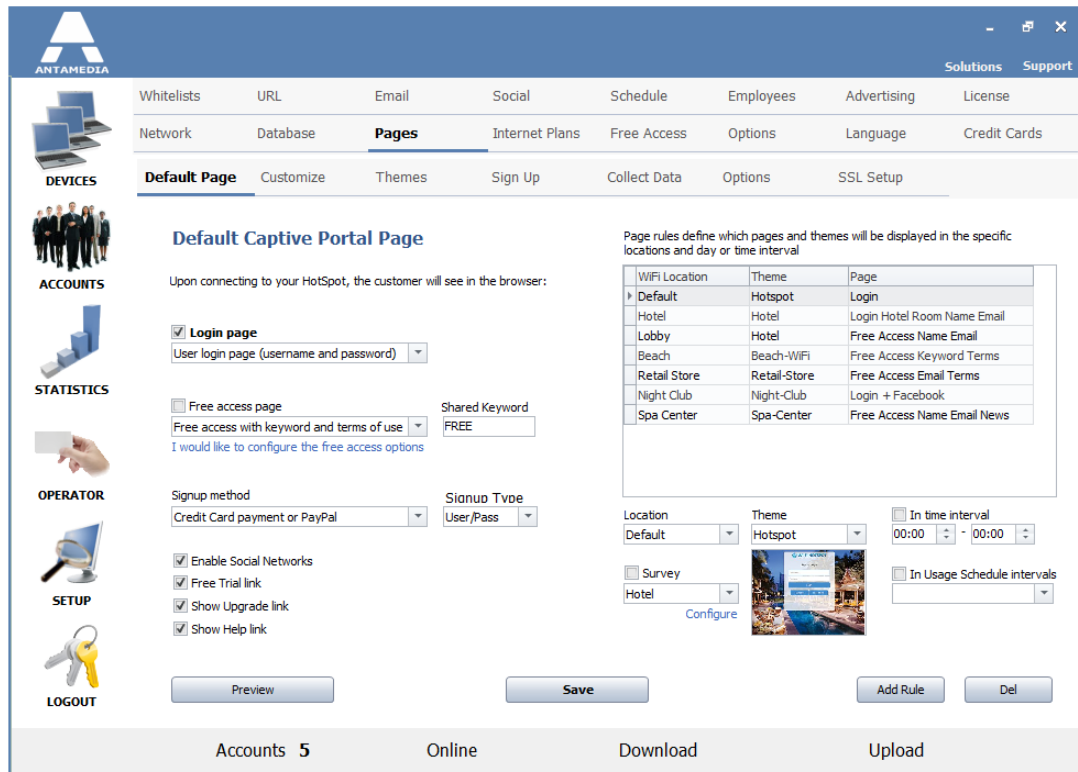 ANTAMEDIA
Solutions Support
Whitelists URL Email Social Schedule Employees Advertising License
Network Database Pages Internet Plans Free Access Options Language Credit Cards
Default Page Customize Themes Sign Up Collect Data Options SSL Setup
DEVICES
ACCOUNTS
STATISTICS
OPERATOR
SETUP
LOGOUT
Default Captive Portal Page
Upon connecting to your HotSpot, the customer will see in the browser:
Login page
User login page (username and password)
Free access page
Shared Keyword
Free access with keyword and terms of use
FREE
I would like to configure the free access options
Signup method
Signup Type
Credit Card payment or PayPal
User/Pass
Enable Social Networks
Free Trial link
Show Upgrade link
Show Help link
Page rules define which pages and themes will be displayed in the specific
locations and day or time interval
WiFi Location Theme Page
Default Hotspot Login
Hotel Hotel Login Hotel Room Name Email
Lobby Hotel Free Access Name Email
Beach Beach-WiFi Free Access Keyword Terms
Retail Store Retail-Store Free Access Email Terms
Night Club Night-Club Login + Facebook
Spa Center Spa-Center Free Access Name Email News
Location Theme In time interval
Default Hotspot 00:00 - 00:00
Survey
In Usage Schedule intervals
Hotel
Configure
Preview Save Add Rule Del
Accounts 5 Online Download Upload